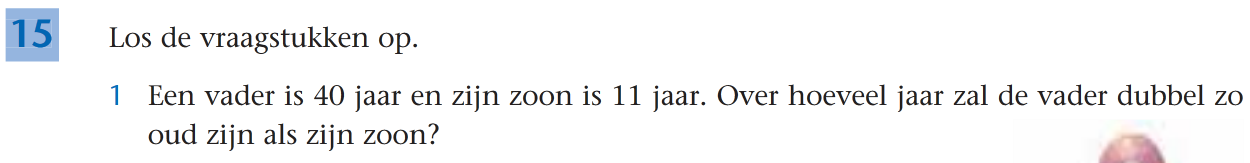 15 Los de vraagstukken op.
1 Een vader is 40 jaar en zijn zoon is 11 jaar. Over hoeveel jaar zal de vader dubbel zo
oud zijn als zijn zoon?